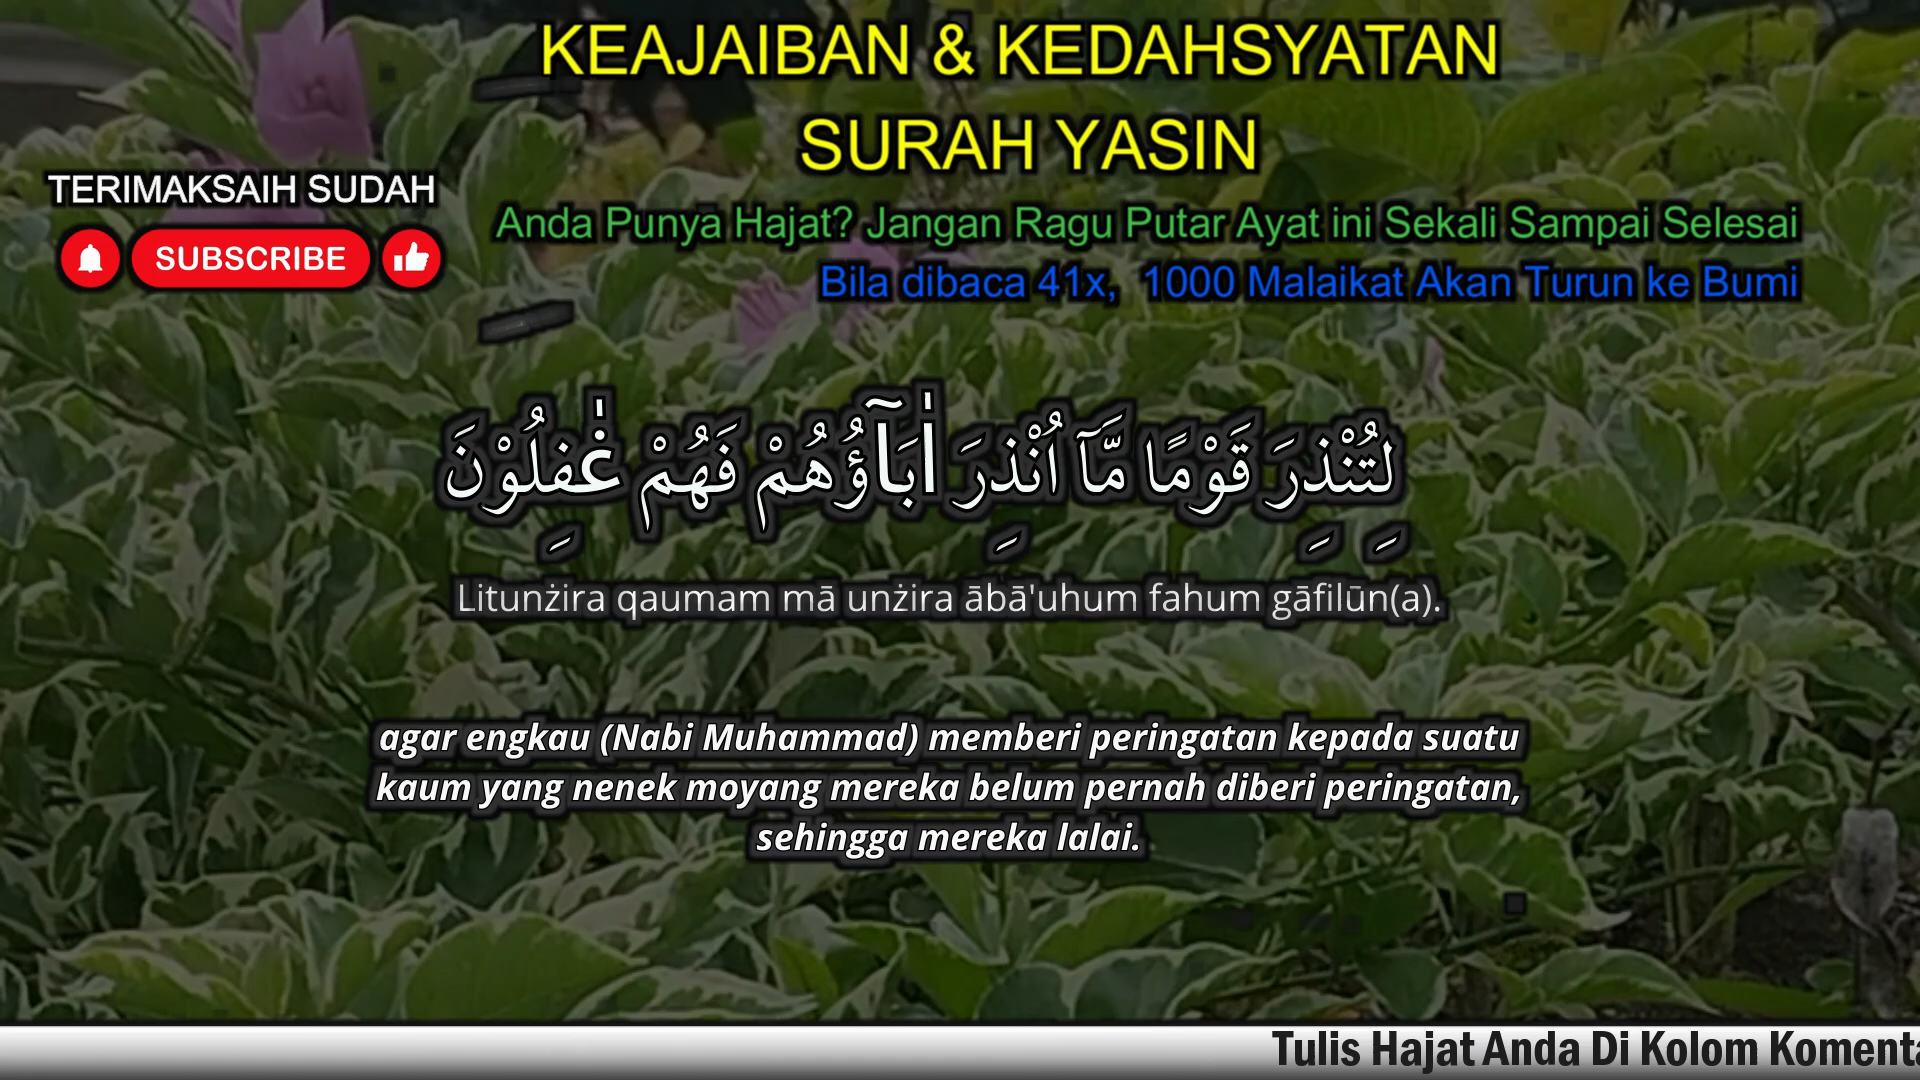 KEAJAIBAN & KEDAHSYATAN
SURAH YASIN
TERIMAKSAIH SUDAH
SUBSCRIBE
Anda Punya Hajat? Jangan Ragu Putar Ayat ini Sekali Sampai Selesai
Bila dibaca 41x, 1000 Malaikat Akan Turun ke Bumi
لِتُنْذِرَ قَوْمًا مَّآ اُنْذِرَ اٰبَاۤؤُهُمْ فَهُمْ غٰفِلُوْنَ
Litunżira qaumam mā unżira ābā'uhum fahum gāfilūn(a).
agar engkau (Nabi Muhammad) memberi peringatan kepada suatu
kaum yang nenek moyang mereka belum pernah diberi peringatan,
sehingga mereka lalai.
Tulis Hajat Anda Di Kolom Komenta